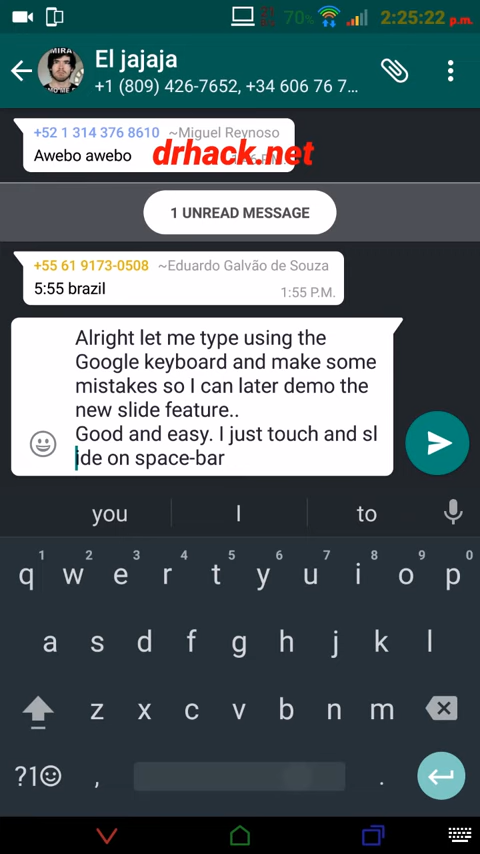 70% 2:25:22 p.m.
El jajaja
+1 (809) 426-7652, +34 606 76 7...
MIRA
+52 1 314 376 8610 ~Miguel Reynoso
Awebo awebo
drhack.net
1 UNREAD MESSAGE
+55 61 9173-0508 ~Eduardo Galvão de Souza
5:55 brazil 1:55 P.M.
Alright let me type using the
Google keyboard and make some
mistakes so I can later demo the
new slide feature..
Good and easy. I just touch and sl
ide on space-bar
you I to
1 2 3 4 5 6 7 8 9 0
q w e r t y u i o p
a s d f g h j k l
z x c v b n m
?1 , .